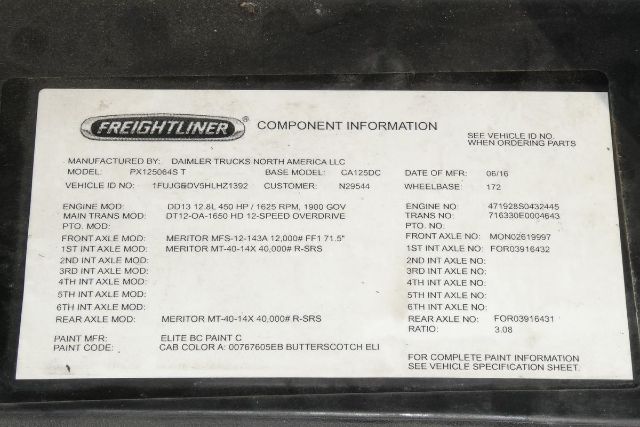 FREIGHTLINER ® COMPONENT INFORMATION
SEE VEHICLE ID NO.
WHEN ORDERING PARTS
MANUFACTURED BY: DAIMLER TRUCKS NORTH AMERICA LLC
MODEL: PX125064S T BASE MODEL: CA125DC DATE OF MFR: 06/16
VEHICLE ID NO: 1FUJGEDV5HLHZ1392 CUSTOMER: N29544 WHEELBASE: 172
ENGINE MOD: DD13 12.8L 450 HP / 1625 RPM, 1900 GOV ENGINE NO: 471928S0432445
MAIN TRANS MOD: DT12-OA-1650 HD 12-SPEED OVERDRIVE TRANS NO: 716330E0004643
PTO. MOD: PTO. NO:
FRONT AXLE MOD: MERITOR MFS-12-143A 12,000# FF1 71.5" FRONT AXLE NO: MON02619997
1ST INT AXLE MOD: MERITOR MT-40-14X 40,000# R-SRS 1ST INT AXLE NO: FOR03916432
2ND INT AXLE MOD: 2ND INT AXLE NO:
3RD INT AXLE MOD: 3RD INT AXLE NO:
4TH INT AXLE MOD: 4TH INT AXLE NO:
5TH INT AXLE MOD: 5TH INT AXLE NO:
6TH INT AXLE MOD: 6TH INT AXLE NO:
REAR AXLE MOD: MERITOR MT-40-14X 40,000# R-SRS REAR AXLE NO: FOR03916431
RATIO: 3.08
PAINT MFR: ELITE BC PAINT C
PAINT CODE: CAB COLOR A: 00767605EB BUTTERSCOTCH ELI
FOR COMPLETE PAINT INFORMATION
SEE VEHICLE SPECIFICATION SHEET.